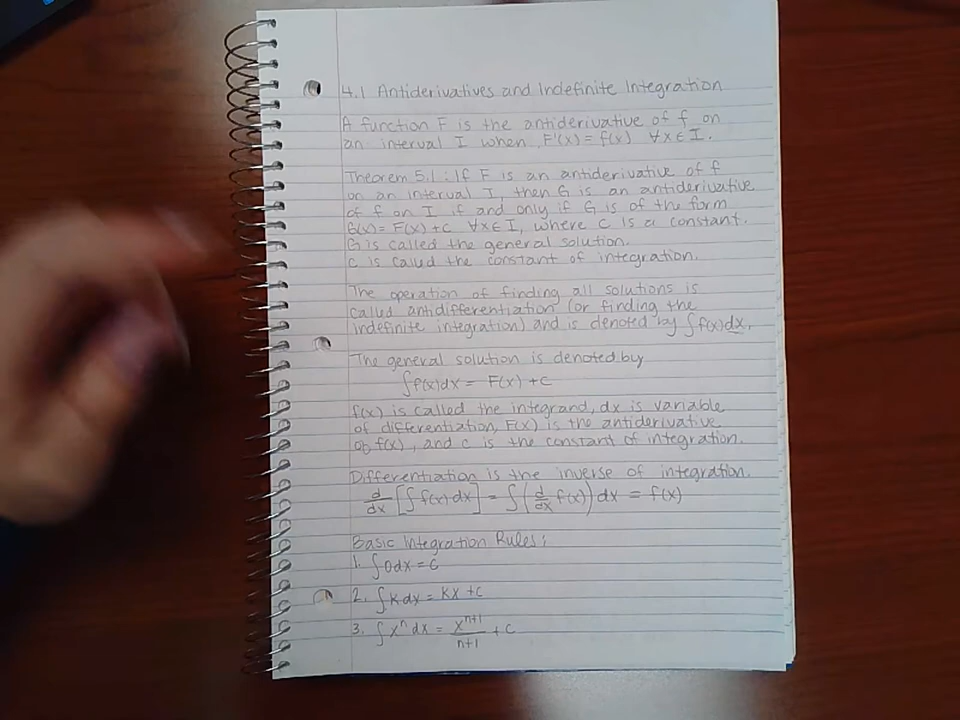 4.1 Antiderivatives and Indefinite Integration
A function F is the antiderivative of f on
an interval I when F'(x) = f(x) ∀x∈I.
Theorem 5.1: If F is an antiderivative of f
on an interval I, then G is an antiderivative
of f on I if and only if G is of the form
G(x) = F(x) + c ∀x∈I, where c is a constant.
G is called the general solution.
c is called the constant of integration.
The operation of finding all solutions is
called antidifferentiation (or finding the
indefinite integration) and is denoted by ∫f(x)dx.
The general solution is denoted by
∫f(x)dx = F(x) + c
f(x) is called the integrand, dx is variable
of differentiation, F(x) is the antiderivative
of f(x), and c is the constant of integration.
Differentiation is the inverse of integration.
d/dx [∫f(x)dx] = ∫(d/dx f(x)) dx = f(x)
Basic Integration Rules:
1. ∫0dx = c
2. ∫k dx = kx + c
3. ∫x^n dx = x^(n+1)/(n+1) + c